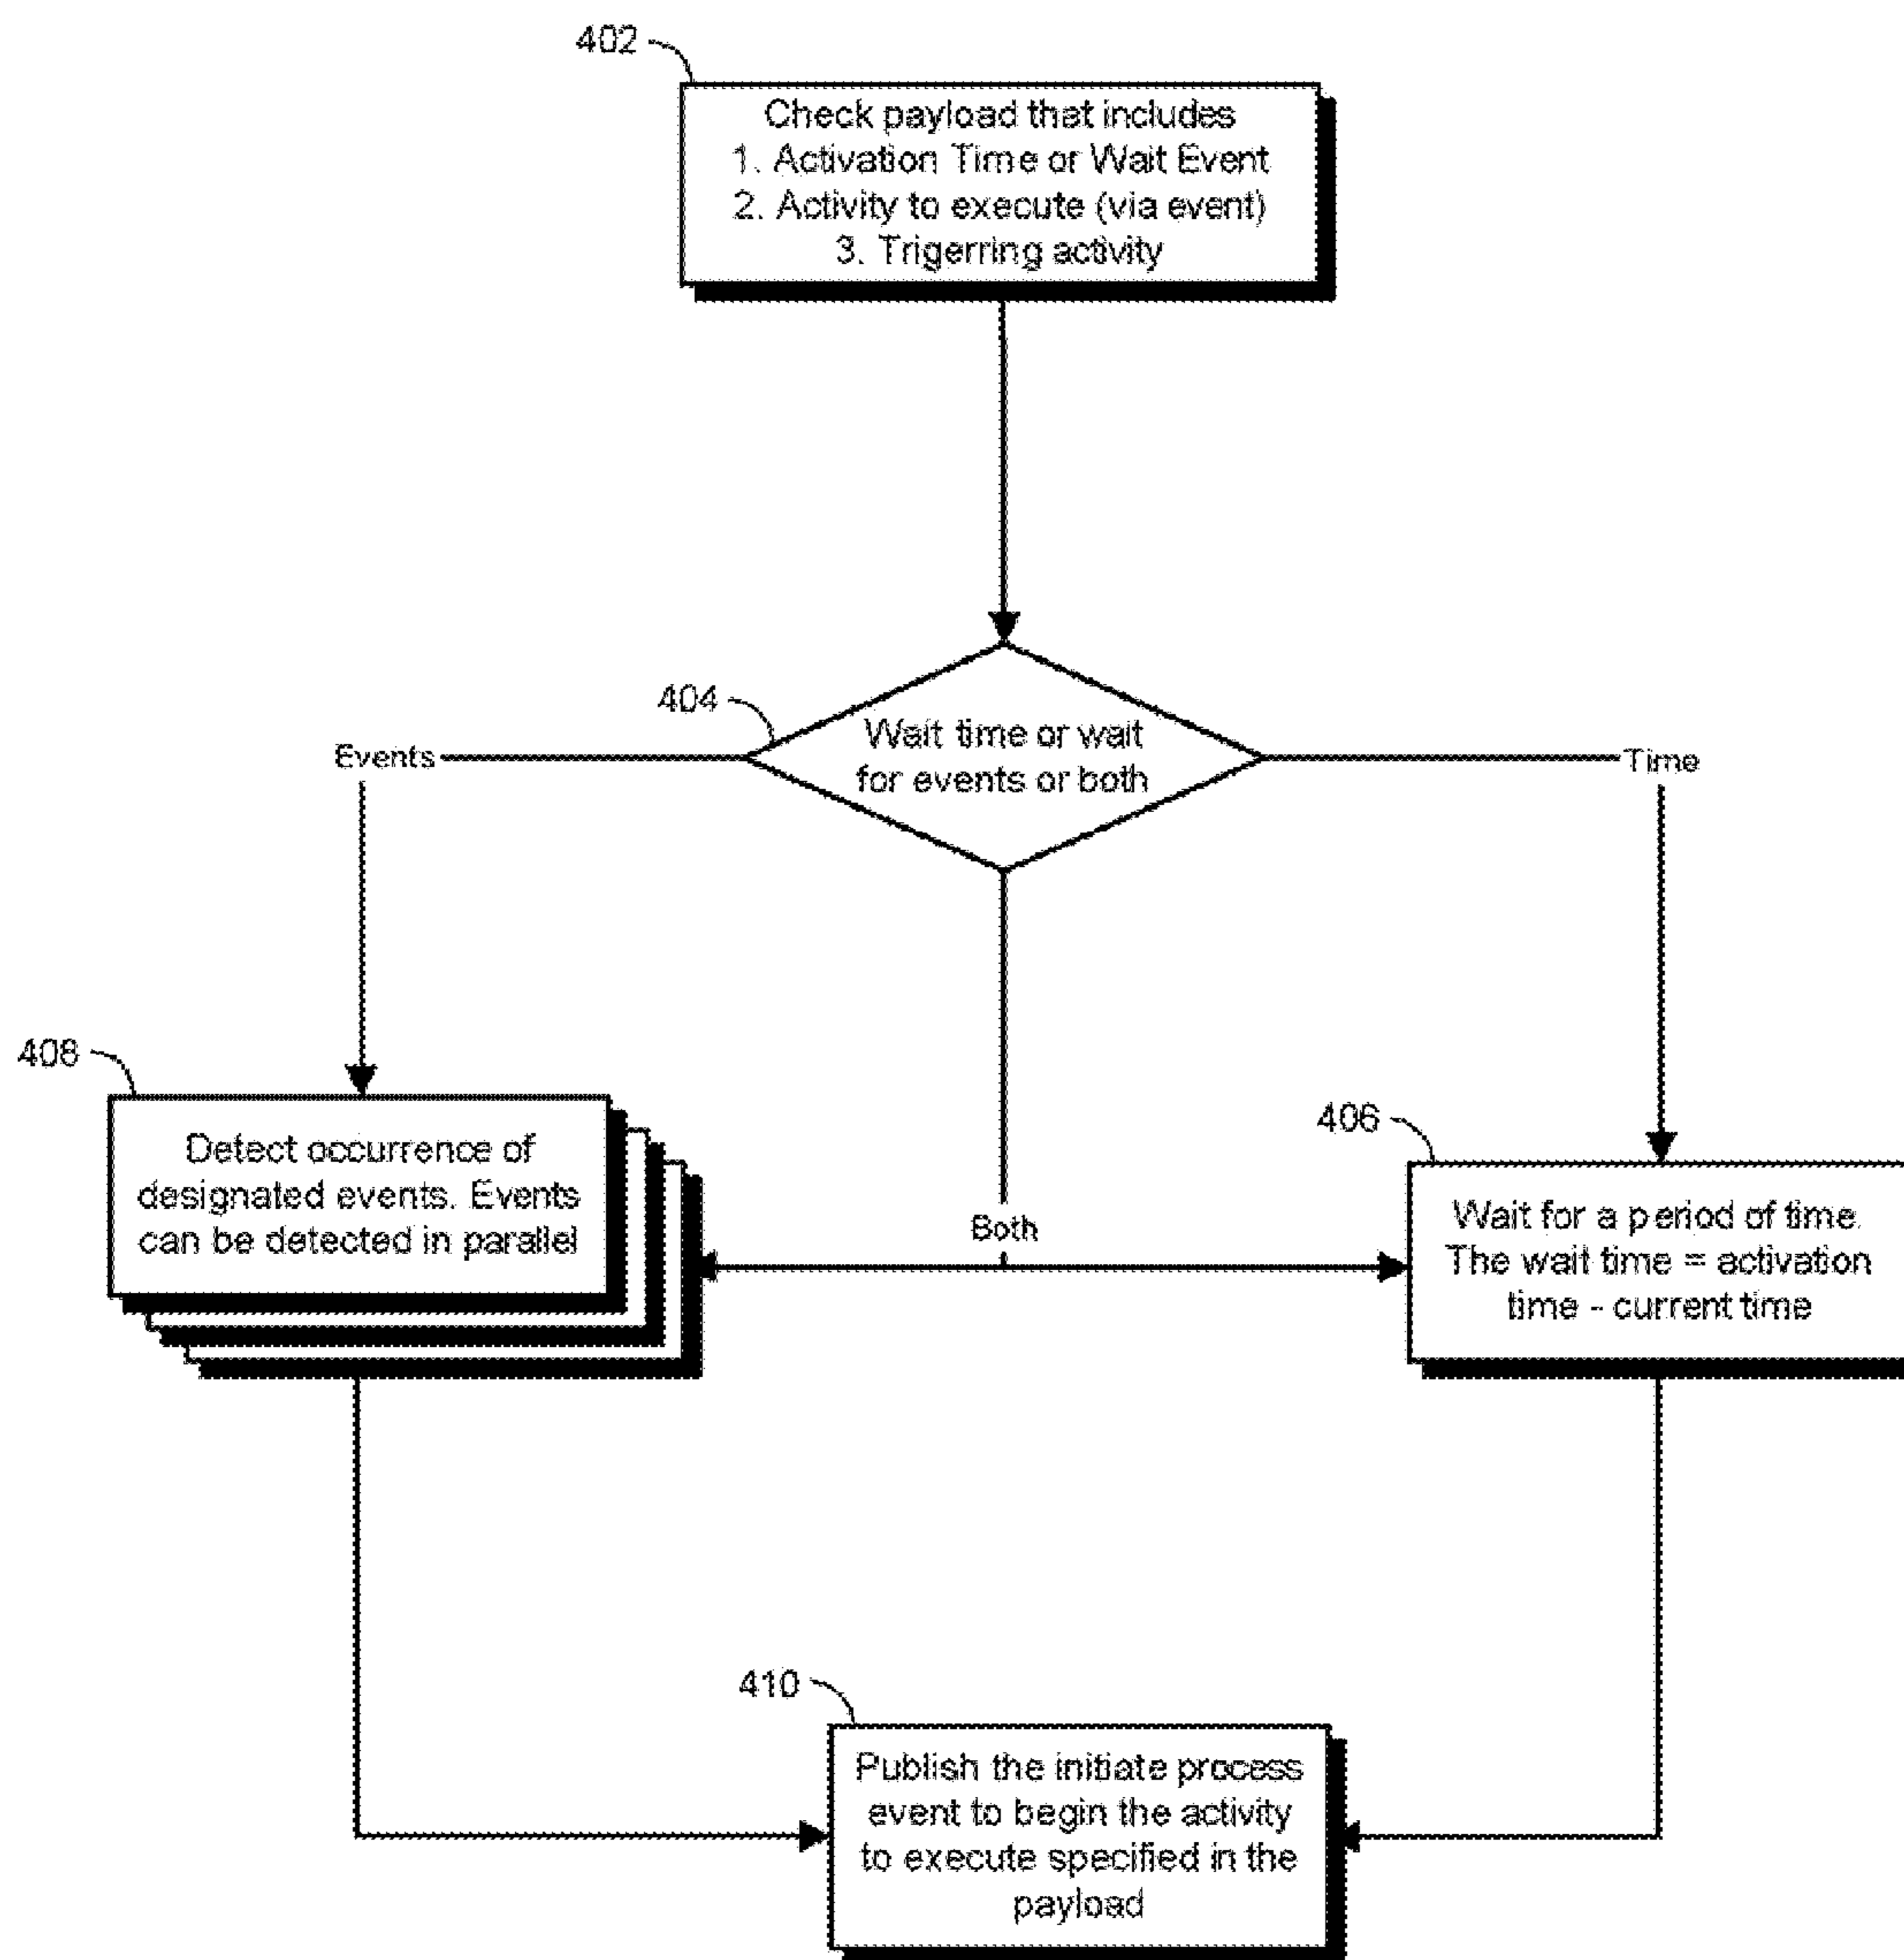 402
Check payload that includes
1. Activation Time or Wait Event
2. Activity to execute (via event)
3. Trigerring activity
404
Wait time or wait
for events or both
Events
Time
Both
408
Detect occurrence of
designated events. Events
can be detected in parallel
406
Wait for a period of time.
The wait time = activation
time - current time
410
Publish the initiate process
event to begin the activity
to execute specified in the
payload